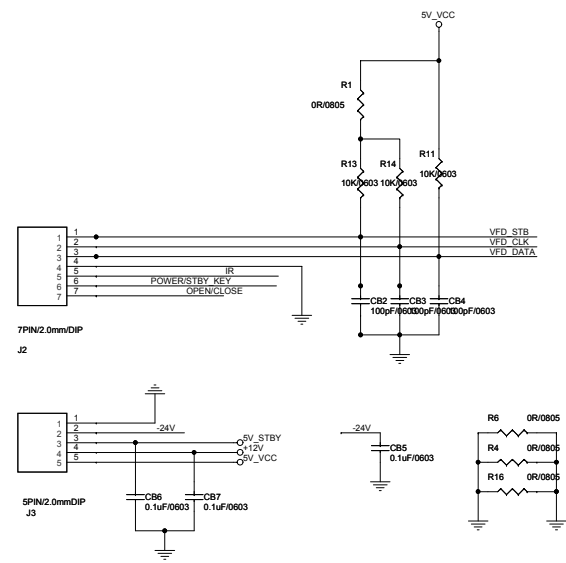 5V_VCC
R1
0R/0805
R13
10K/0603
R14
10K/0603
R11
10K/0603
1 1 VFD_STB
2 2 VFD_CLK
3 3 VFD_DATA
4 4
5 5 IR
6 6 POWER/STBY_KEY
7 7 OPEN/CLOSE
7PIN/2.0mm/DIP
J2
CB2
100pF/0603
CB3
100pF/0603
CB4
100pF/0603
1 1
2 2 -24V
3 3 5V_STBY
4 4 +12V
5 5 5V_VCC
5PIN/2.0mmDIP
J3
CB6
0.1uF/0603
CB7
0.1uF/0603
-24V
CB5
0.1uF/0603
R6 0R/0805
R4 0R/0805
R16 0R/0805